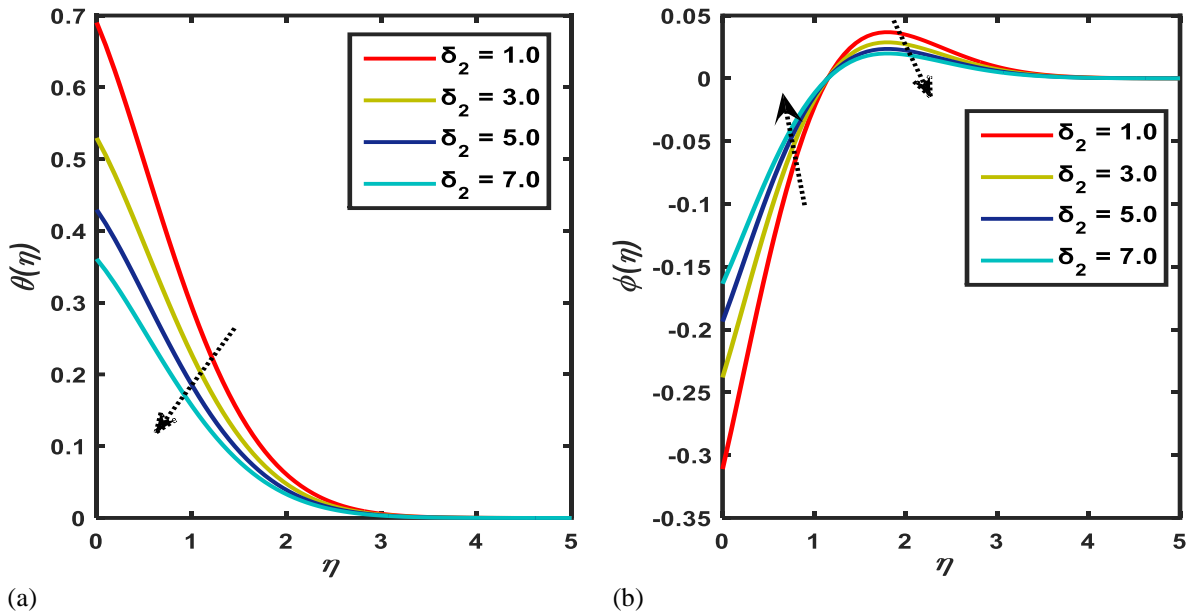 0.7
0.6
0.5
0.4
0.3
0.2
0.1
0
θ(η)
0 1 2 3 4 5
η
δ2 = 1.0
δ2 = 3.0
δ2 = 5.0
δ2 = 7.0
(a)
0.05
0
-0.05
-0.1
-0.15
-0.2
-0.25
-0.3
-0.35
ϕ(η)
0 1 2 3 4 5
η
δ2 = 1.0
δ2 = 3.0
δ2 = 5.0
δ2 = 7.0
(b)